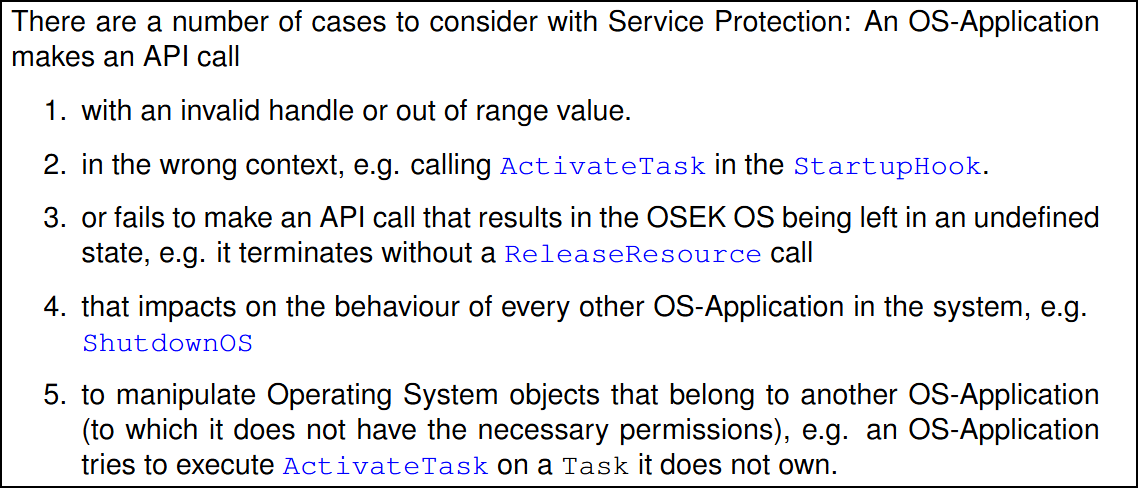 There are a number of cases to consider with Service Protection: An OS-Application
makes an API call
1. with an invalid handle or out of range value.
2. in the wrong context, e.g. calling ActivateTask in the StartupHook.
3. or fails to make an API call that results in the OSEK OS being left in an undefined
state, e.g. it terminates without a ReleaseResource call
4. that impacts on the behaviour of every other OS-Application in the system, e.g.
ShutdownOS
5. to manipulate Operating System objects that belong to another OS-Application
(to which it does not have the necessary permissions), e.g. an OS-Application
tries to execute ActivateTask on a Task it does not own.